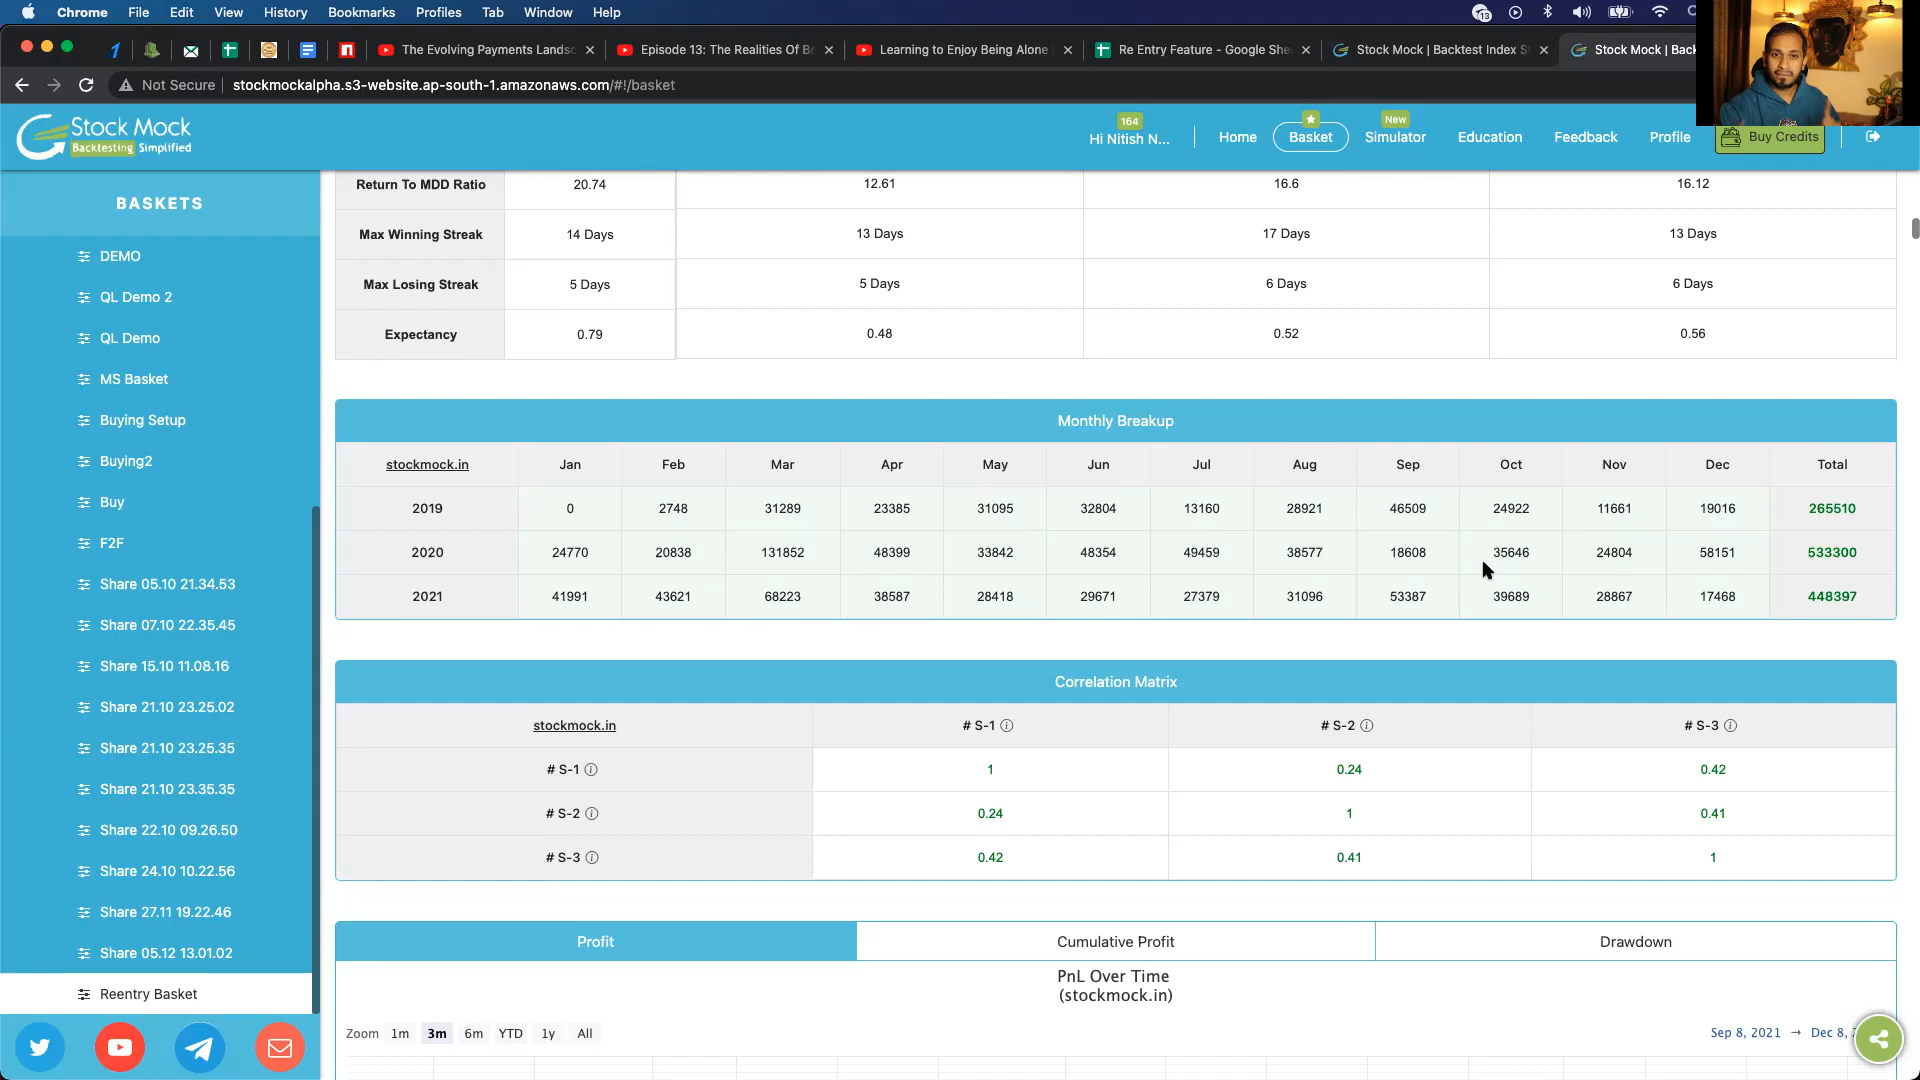 Chrome File Edit View History Bookmarks Profiles Tab Window Help
13
The Evolving Payments Landsc
Episode 13: The Realities Of Be
Learning to Enjoy Being Alone
Re Entry Feature - Google She
Stock Mock | Backtest Index S
Stock Mock | Back
Not Secure stockmockalpha.s3-website.ap-south-1.amazonaws.com/#!/basket
Stock Mock
Backtesting Simplified
164
Hi Nitish N...
Home
Basket
New
Simulator
Education
Feedback
Profile
Buy Credits
BASKETS
DEMO
QL Demo 2
QL Demo
MS Basket
Buying Setup
Buying2
Buy
F2F
Share 05.10 21.34.53
Share 07.10 22.35.45
Share 15.10 11.08.16
Share 21.10 23.25.02
Share 21.10 23.25.35
Share 21.10 23.35.35
Share 22.10 09.26.50
Share 24.10 10.22.56
Share 27.11 19.22.46
Share 05.12 13.01.02
Reentry Basket
Return To MDD Ratio 20.74 12.61 16.6 16.12
Max Winning Streak 14 Days 13 Days 17 Days 13 Days
Max Losing Streak 5 Days 5 Days 6 Days 6 Days
Expectancy 0.79 0.48 0.52 0.56
Monthly Breakup
stockmock.in Jan Feb Mar Apr May Jun Jul Aug Sep Oct Nov Dec Total
2019 0 2748 31289 23385 31095 32804 13160 28921 46509 24922 11661 19016 265510
2020 24770 20838 131852 48399 33842 48354 49459 38577 18608 35646 24804 58151 533300
2021 41991 43621 68223 38587 28418 29671 27379 31096 53387 39689 28867 17468 448397
Correlation Matrix
stockmock.in # S-1 # S-2 # S-3
# S-1 1 0.24 0.42
# S-2 0.24 1 0.41
# S-3 0.42 0.41 1
Profit Cumulative Profit Drawdown
PnL Over Time
(stockmock.in)
Zoom 1m 3m 6m YTD 1y All
Sep 8, 2021 → Dec 8,